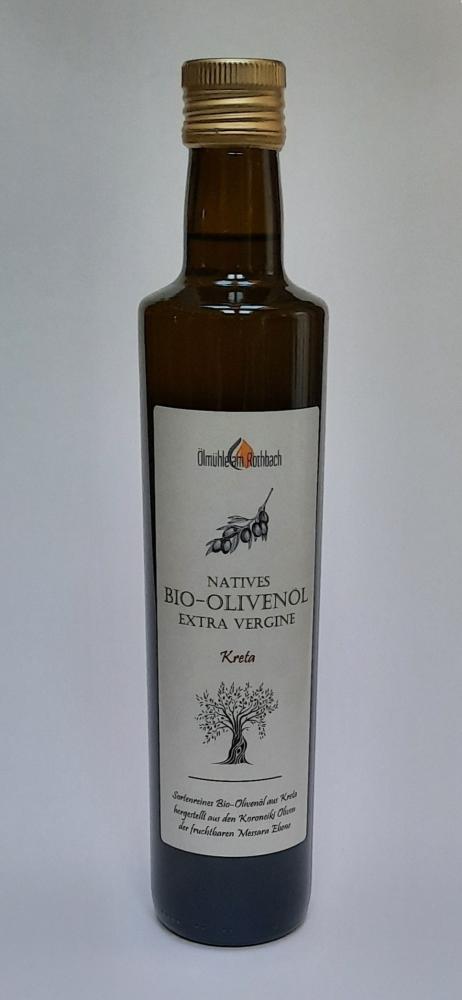 Ölmühle am Rothbach
NATIVES
BIO-OLIVENÖL
EXTRA VERGINE
Kreta
Sortenreines Bio-Olivenöl aus Kreta
hergestellt aus den Koroneiki Oliven
der fruchtbaren Messara Ebene